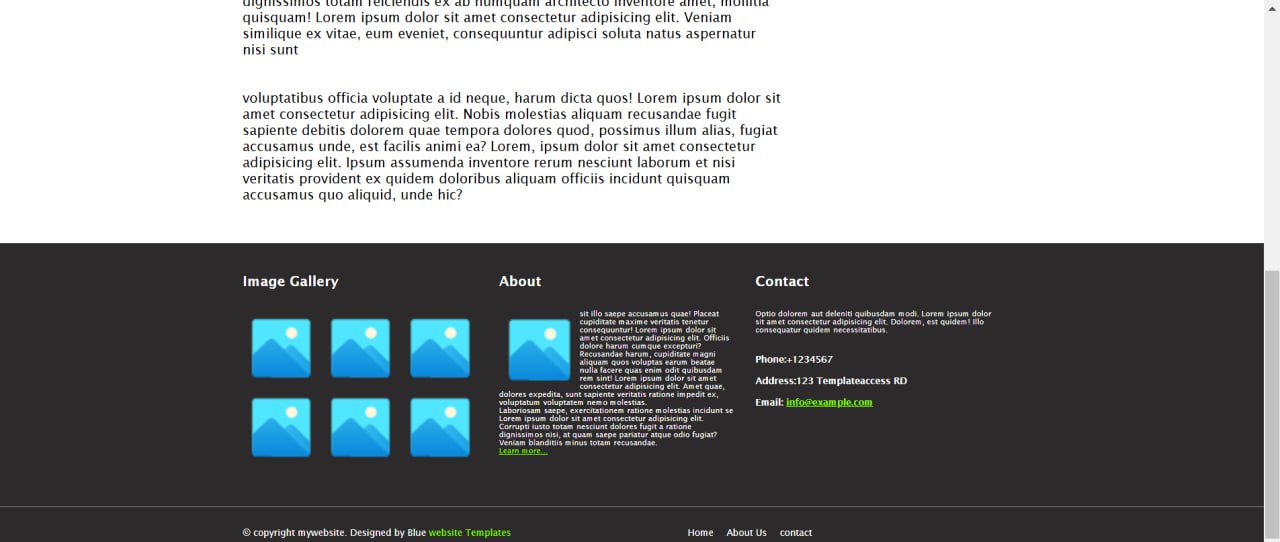 dignissimos totam reiciendis ex ab numquam architecto inventore amet, mollitia
quisquam! Lorem ipsum dolor sit amet consectetur adipisicing elit. Veniam
similique ex vitae, eum eveniet, consequuntur adipisci soluta natus aspernatur
nisi sunt
voluptatibus officia voluptate a id neque, harum dicta quos! Lorem ipsum dolor sit
amet consectetur adipisicing elit. Nobis molestias aliquam recusandae fugit
sapiente debitis dolorem quae tempora dolores quod, possimus illum alias, fugiat
accusamus unde, est facilis animi ea? Lorem, ipsum dolor sit amet consectetur
adipisicing elit. Ipsum assumenda inventore rerum nesciunt laborum et nisi
veritatis provident ex quidem doloribus aliquam officiis incidunt quisquam
accusamus quo aliquid, unde hic?
Image Gallery
About
sit illo saepe accusamus quae! Placeat
cupiditate maxime veritatis tenetur
consequuntur! Lorem ipsum dolor sit
amet consectetur adipisicing elit. Officiis
dolore harum cumque excepturi?
Recusandae harum, cupiditate magni
aliquam quos voluptas earum beatae
nulla facere quas enim odit quibusdam
rem sint! Lorem ipsum dolor sit amet
consectetur adipisicing elit. Amet quae,
dolores expedita, sunt sapiente veritatis ratione impedit ex,
voluptatum voluptatem nemo molestias.
Laboriosam saepe, exercitationem ratione molestias incidunt se
Lorem ipsum dolor sit amet consectetur adipisicing elit.
Corrupti iusto totam nesciunt dolores fugit a ratione
dignissimos nisi, at quam saepe pariatur atque odio fugiat?
Veniam blanditiis minus totam recusandae.
Learn more...
Contact
Optio dolorem aut deleniti quibusdam modi. Lorem ipsum dolor
sit amet consectetur adipisicing elit. Dolorem, est quidem! Illo
consequatur quidem necessitatibus.
Phone:+1234567
Address:123 Templateaccess RD
Email: info@example.com
© copyright mywebsite. Designed by Blue website Templates
Home About Us contact